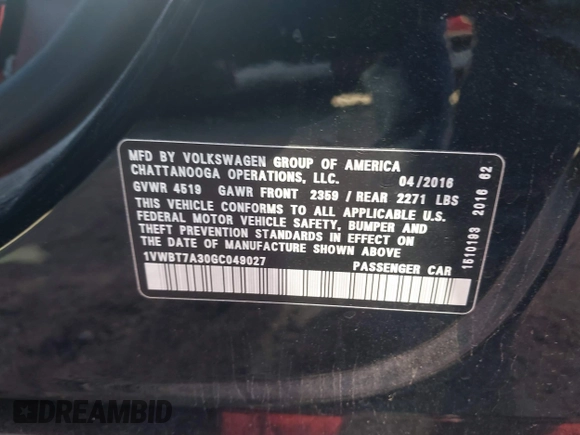 MFD BY VOLKSWAGEN GROUP OF AMERICA
CHATTANOOGA OPERATIONS, LLC. 04/2016
GVWR 4519 GAWR FRONT 2359 / REAR 2271 LBS
THIS VEHICLE CONFORMS TO ALL APPLICABLE U.S.
FEDERAL MOTOR VEHICLE SAFETY, BUMPER AND
THEFT PREVENTION STANDARDS IN EFFECT ON
THE DATE OF MANUFACTURE SHOWN ABOVE
1VWBT7A30GC049027 PASSENGER CAR
1610193 2016 62
DREAMBID